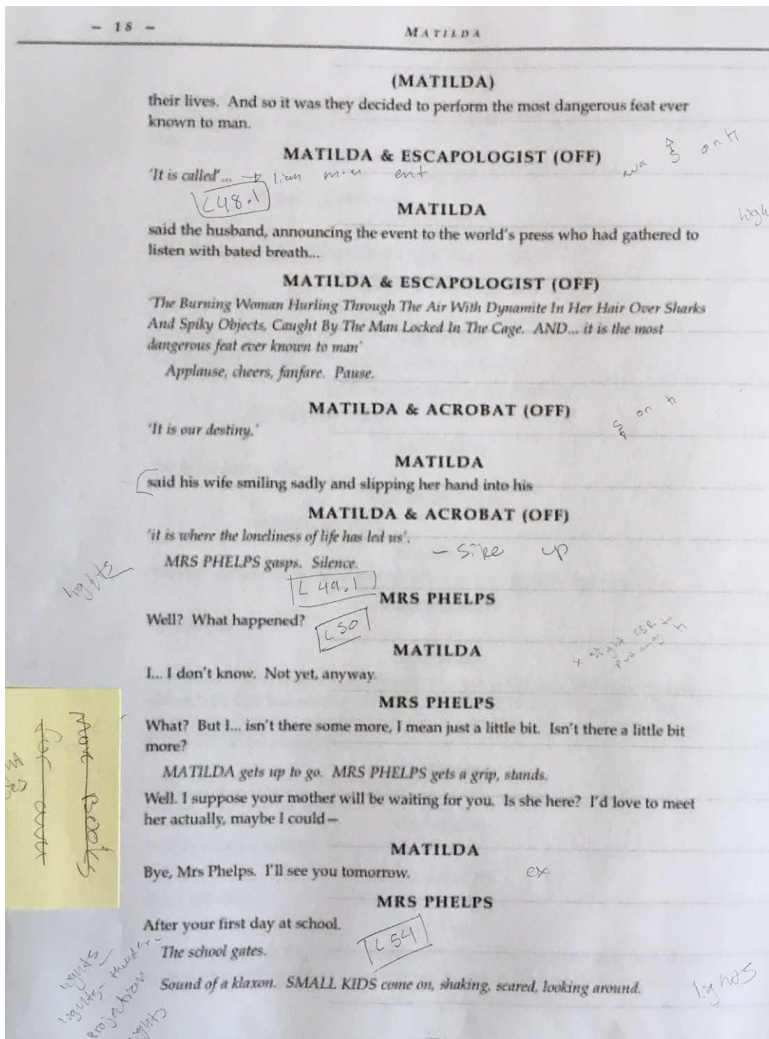 - 18 -
MATILDA
(MATILDA)
their lives. And so it was they decided to perform the most dangerous feat ever
known to man.
MATILDA & ESCAPOLOGIST (OFF)
'It is called'...
ent
on h
L48.1
MATILDA
said the husband, announcing the event to the world's press who had gathered to
listen with bated breath...
MATILDA & ESCAPOLOGIST (OFF)
'The Burning Woman Hurling Through The Air With Dynamite In Her Hair Over Sharks
And Spiky Objects, Caught By The Man Locked In The Cage. AND... it is the most
dangerous feat ever known to man'
Applause, cheers, fanfare. Pause.
MATILDA & ACROBAT (OFF)
on h
'It is our destiny.'
MATILDA
said his wife smiling sadly and slipping her hand into his
MATILDA & ACROBAT (OFF)
'it is where the loneliness of life has led us'.
- Sike up
MRS PHELPS gasps. Silence.
lights
L49.1
MRS PHELPS
Well? What happened?
L50
MATILDA
I... I don't know. Not yet, anyway.
MRS PHELPS
What? But I... isn't there some more, I mean just a little bit. Isn't there a little bit
more?
MATILDA gets up to go. MRS PHELPS gets a grip, stands.
Well. I suppose your mother will be waiting for you. Is she here? I'd love to meet
her actually, maybe I could—
MATILDA
Bye, Mrs Phelps. I'll see you tomorrow.
ex
MRS PHELPS
After your first day at school.
L54
The school gates.
Sound of a klaxon. SMALL KIDS come on, shaking, scared, looking around.
lights
lights
lights - thunder
projection
lights